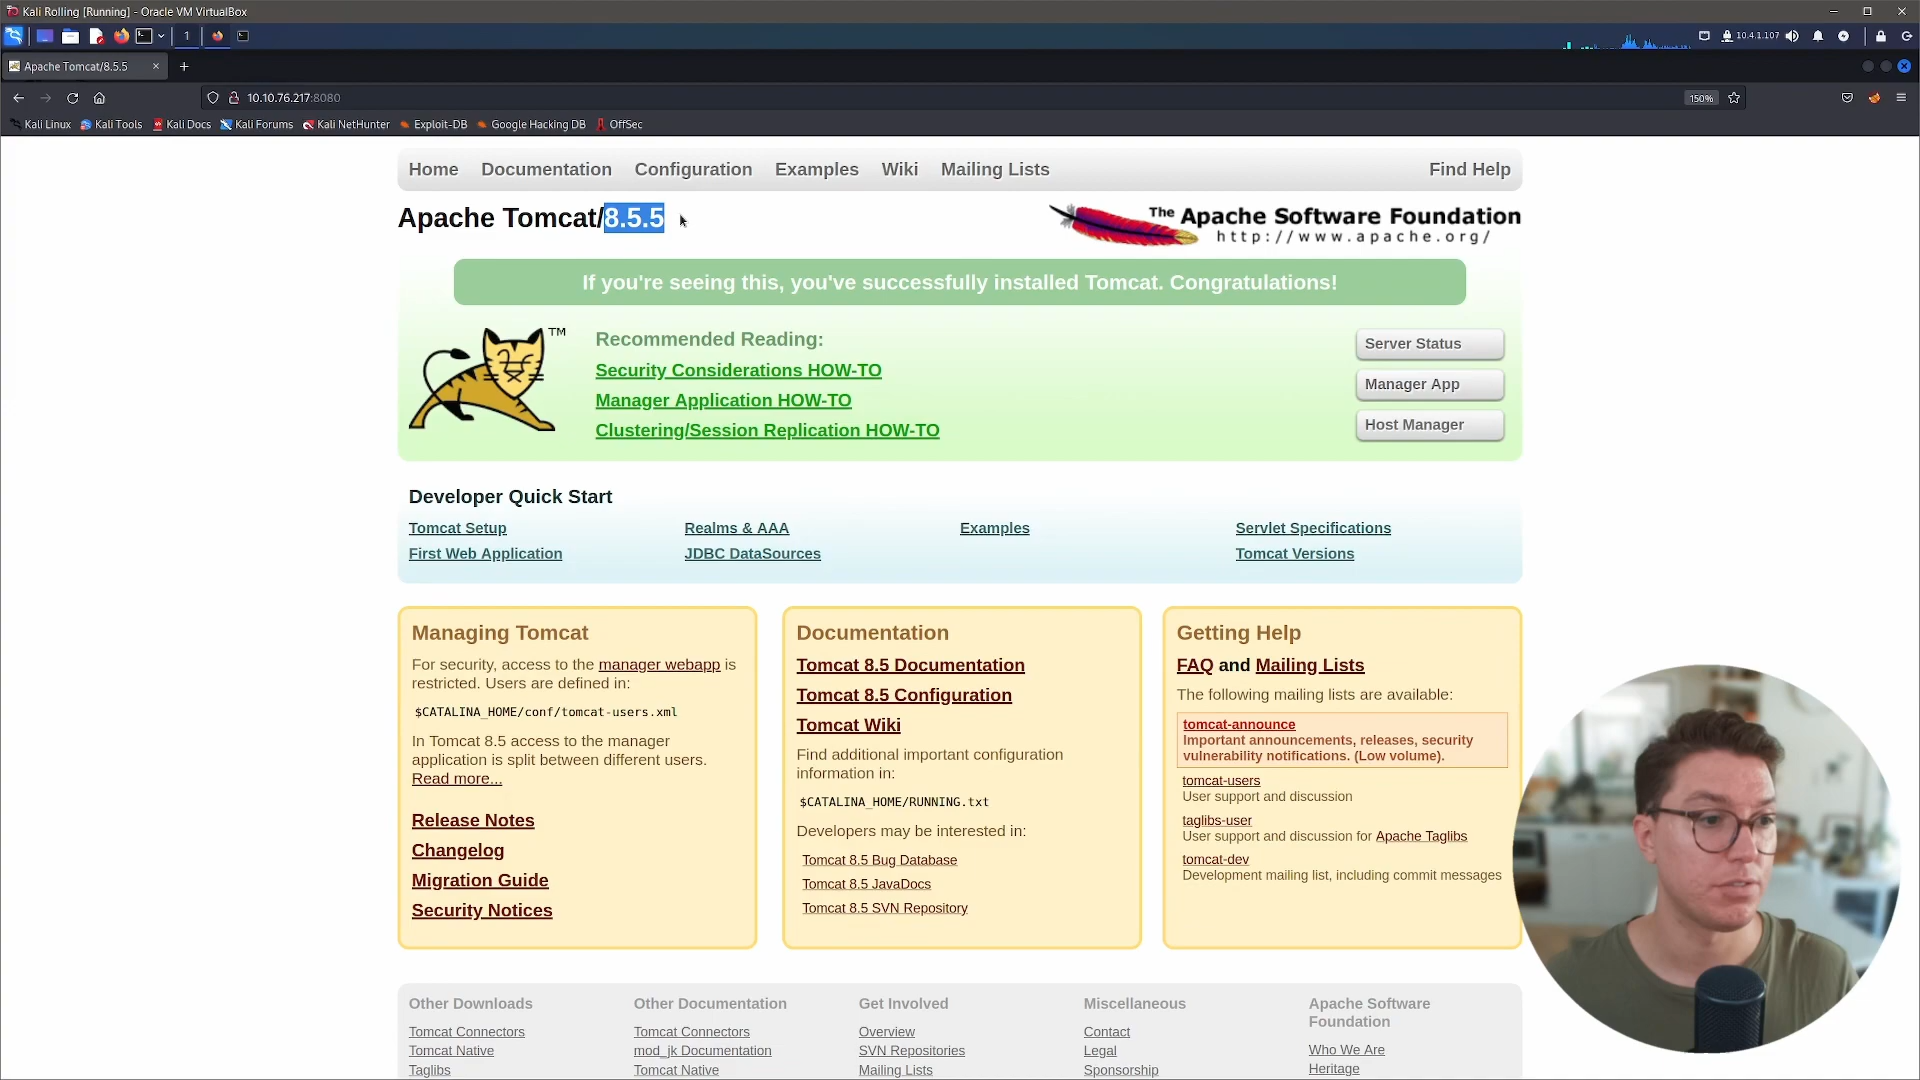 Kali Rolling [Running] - Oracle VM VirtualBox
1
10.4.1.107
Apache Tomcat/8.5.5
10.10.76.217:8080
150%
Kali Linux Kali Tools Kali Docs Kali Forums Kali NetHunter Exploit-DB Google Hacking DB OffSec
Home Documentation Configuration Examples Wiki Mailing Lists Find Help
Apache Tomcat/8.5.5
The Apache Software Foundation
http://www.apache.org/
If you're seeing this, you've successfully installed Tomcat. Congratulations!
TM
Recommended Reading:
Security Considerations HOW-TO
Manager Application HOW-TO
Clustering/Session Replication HOW-TO
Server Status
Manager App
Host Manager
Developer Quick Start
Tomcat Setup
First Web Application
Realms & AAA
JDBC DataSources
Examples
Servlet Specifications
Tomcat Versions
Managing Tomcat
For security, access to the manager webapp is
restricted. Users are defined in:
$CATALINA_HOME/conf/tomcat-users.xml
In Tomcat 8.5 access to the manager
application is split between different users.
Read more...
Release Notes
Changelog
Migration Guide
Security Notices
Documentation
Tomcat 8.5 Documentation
Tomcat 8.5 Configuration
Tomcat Wiki
Find additional important configuration
information in:
$CATALINA_HOME/RUNNING.txt
Developers may be interested in:
Tomcat 8.5 Bug Database
Tomcat 8.5 JavaDocs
Tomcat 8.5 SVN Repository
Getting Help
FAQ and Mailing Lists
The following mailing lists are available:
tomcat-announce
Important announcements, releases, security
vulnerability notifications. (Low volume).
tomcat-users
User support and discussion
taglibs-user
User support and discussion for Apache Taglibs
tomcat-dev
Development mailing list, including commit messages
Other Downloads
Tomcat Connectors
Tomcat Native
Taglibs
Other Documentation
Tomcat Connectors
mod_jk Documentation
Tomcat Native
Get Involved
Overview
SVN Repositories
Mailing Lists
Miscellaneous
Contact
Legal
Sponsorship
Apache Software
Foundation
Who We Are
Heritage